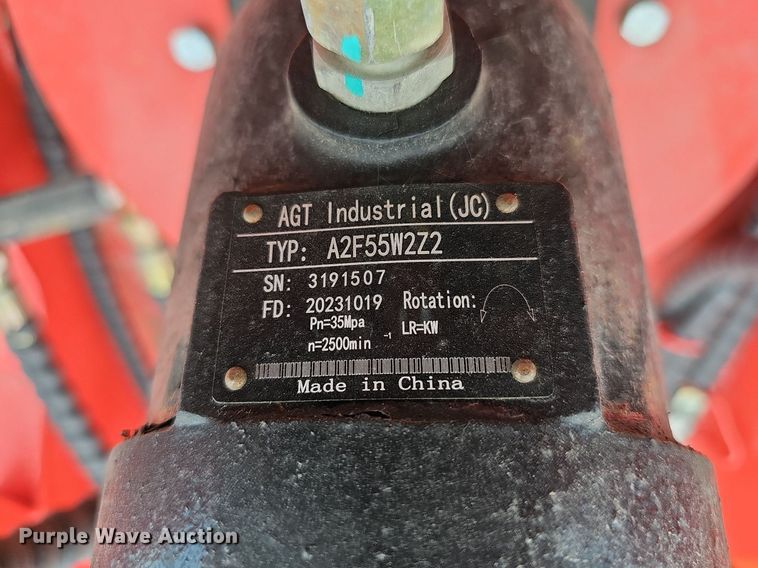 AGT Industrial(JC)
TYP: A2F55W2Z2
SN: 3191507
FD: 20231019 Rotation:
Pn=35Mpa LR=KW
n=2500min -1
Made in China
Purple Wave Auction